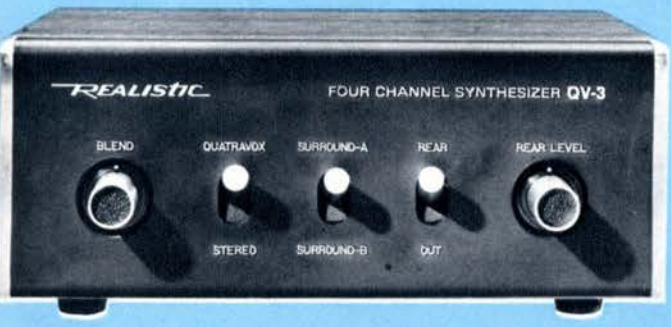 REALISTIC
FOUR CHANNEL SYNTHESIZER QV-3
BLEND
QUATRAVOX
SURROUND-A
REAR
REAR LEVEL
STEREO
SURROUND-B
OUT